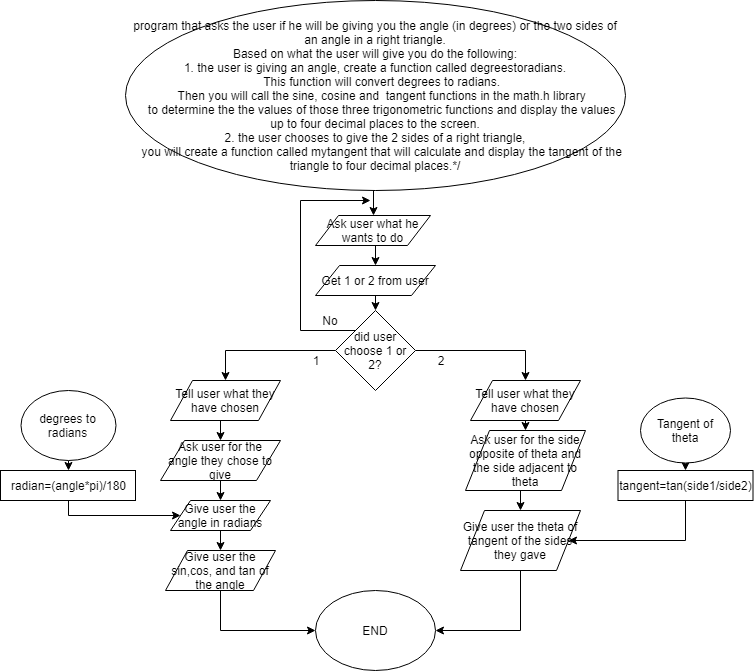 program that asks the user if he will be giving you the angle (in degrees) or the two sides of
an angle in a right triangle.
Based on what the user will give you do the following:
1. the user is giving an angle, create a function called degreestoradians.
This function will convert degrees to radians.
Then you will call the sine, cosine and tangent functions in the math.h library
to determine the the values of those three trigonometric functions and display the values
up to four decimal places to the screen.
2. the user chooses to give the 2 sides of a right triangle,
you will create a function called mytangent that will calculate and display the tangent of the
triangle to four decimal places.*/
Ask user what he
wants to do
Get 1 or 2 from user
No
did user
choose 1 or
2?
1
2
Tell user what they
have chosen
Tell user what they
have chosen
degrees to
radians
Tangent of
theta
Ask user for the
angle they chose to
give
Ask user for the side
opposite of theta and
the side adjacent to
theta
radian=(angle*pi)/180
tangent=tan(side1/side2)
Give user the
angle in radians
Give user the theta of
tangent of the sides
they gave
Give user the
sin,cos, and tan of
the angle
END